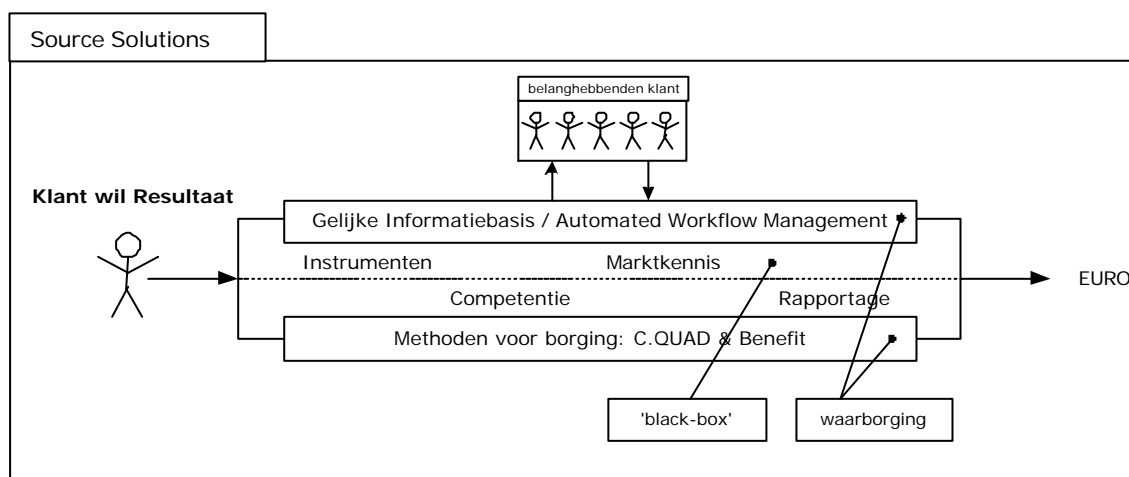 Source Solutions
belanghebbenden klant
Klant wil Resultaat
Gelijke Informatiebasis / Automated Workflow Management
Instrumenten Marktkennis
EURO
Competentie Rapportage
Methoden voor borging: C.QUAD & Benefit
'black-box' waarborging